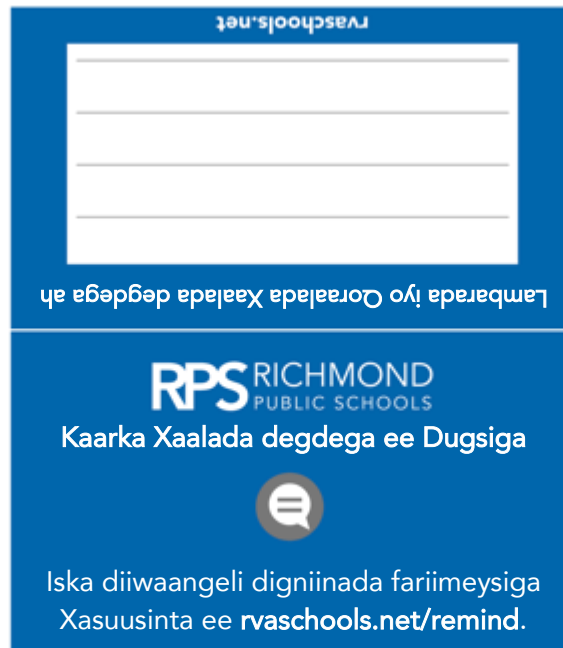 rvaschools.net
Lambarada iyo Qoraalada Xaalada degdega ah
RPS RICHMOND
PUBLIC SCHOOLS
Kaarka Xaalada degdega ee Dugsiga
Iska diiwaangeli digniinada fariimeysiga
Xasuusinta ee rvaschools.net/remind.